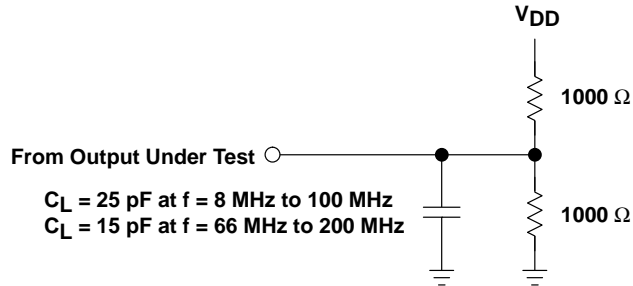 VDD
1000 Ω
From Output Under Test
CL = 25 pF at f = 8 MHz to 100 MHz
CL = 15 pF at f = 66 MHz to 200 MHz
1000 Ω